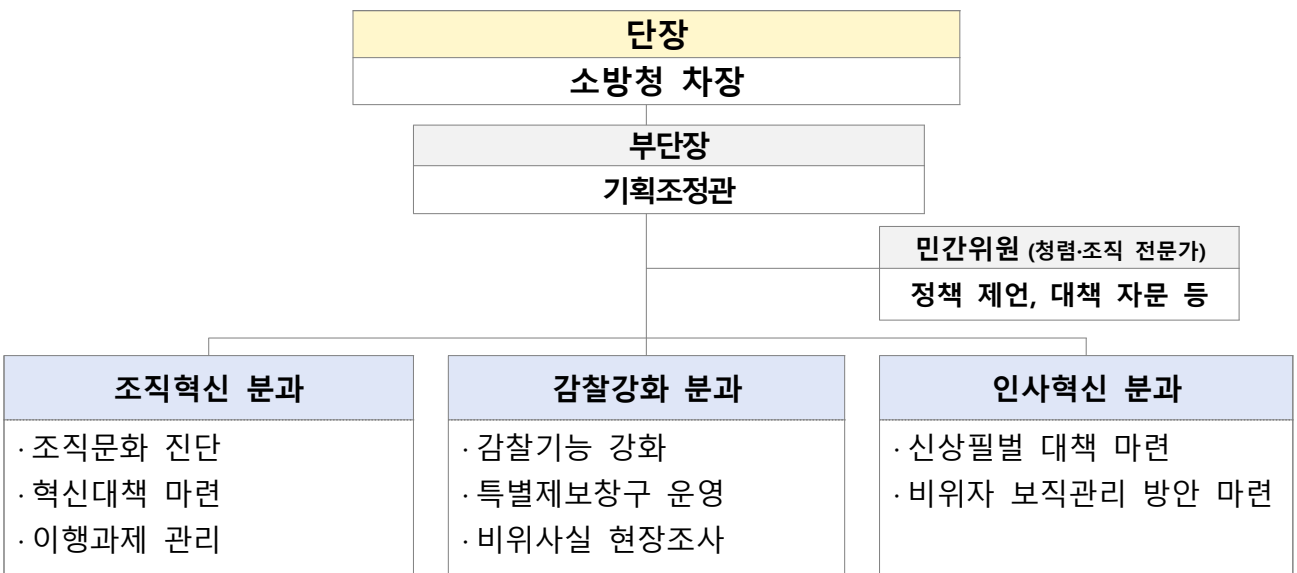 단장
소방청 차장
부단장
기획조정관
민간위원 (청렴·조직 전문가)
정책 제언, 대책 자문 등
조직혁신 분과
· 조직문화 진단
· 혁신대책 마련
· 이행과제 관리
감찰강화 분과
· 감찰기능 강화
· 특별제보창구 운영
· 비위사실 현장조사
인사혁신 분과
· 신상필벌 대책 마련
· 비위자 보직관리 방안 마련